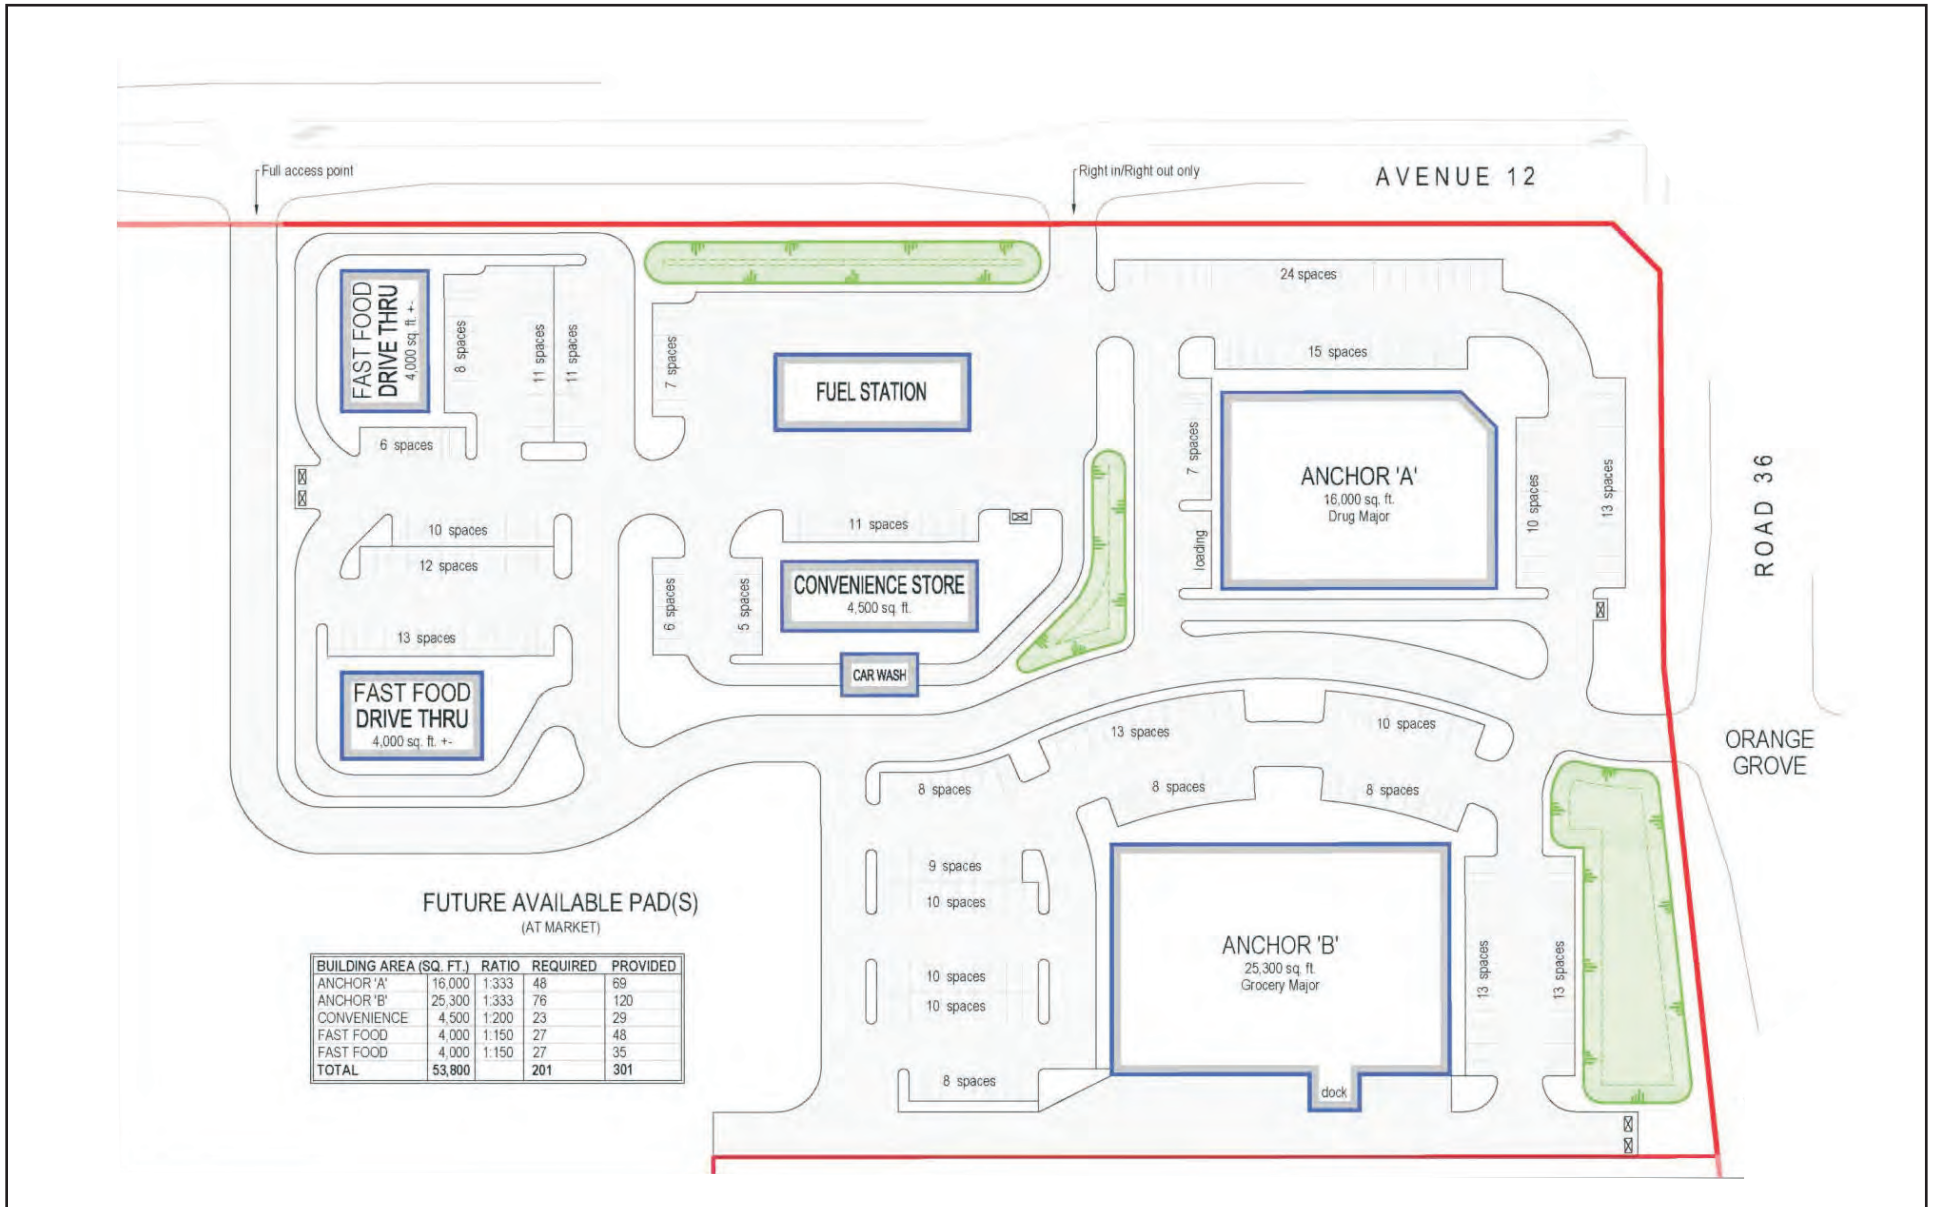 Full access point
Right in/Right out only
AVENUE 12
24 spaces
15 spaces
FAST FOOD
DRIVE THRU
4,000 sq. ft. +-
8 spaces
11 spaces
11 spaces
7 spaces
FUEL STATION
6 spaces
7 spaces
ANCHOR 'A'
16,000 sq. ft.
Drug Major
10 spaces
13 spaces
ROAD 36
10 spaces
12 spaces
11 spaces
loading
CONVENIENCE STORE
4,500 sq. ft.
6 spaces
5 spaces
13 spaces
CAR WASH
FAST FOOD
DRIVE THRU
4,000 sq. ft. +-
13 spaces
10 spaces
ORANGE
GROVE
8 spaces
8 spaces
8 spaces
9 spaces
10 spaces
10 spaces
10 spaces
8 spaces
ANCHOR 'B'
25,300 sq. ft.
Grocery Major
13 spaces
13 spaces
dock
FUTURE AVAILABLE PAD(S)
(AT MARKET)
BUILDING AREA (SQ. FT.) RATIO REQUIRED PROVIDED
ANCHOR 'A' 16,000 1:333 48 69
ANCHOR 'B' 25,300 1:333 76 120
CONVENIENCE 4,500 1:200 23 29
FAST FOOD 4,000 1:150 27 48
FAST FOOD 4,000 1:150 27 35
TOTAL 53,800 201 301